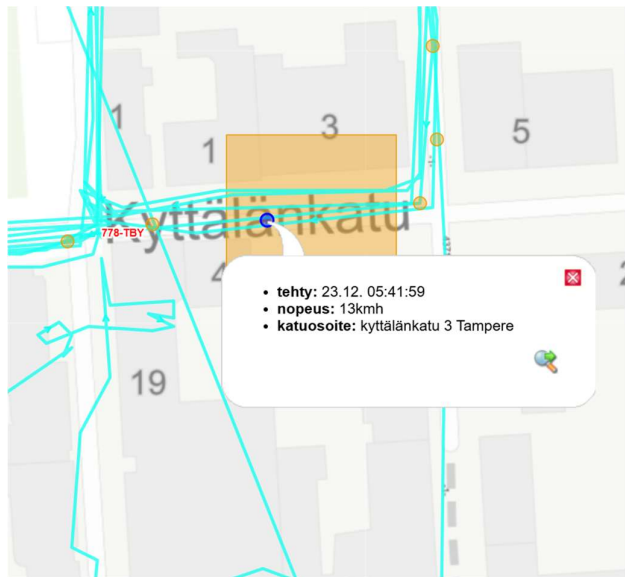 1
1
3
5
Kyttälänkatu
778-TBY
4
2
tehty: 23.12. 05:41:59
nopeus: 13kmh
katuosoite: kyttälänkatu 3 Tampere
19